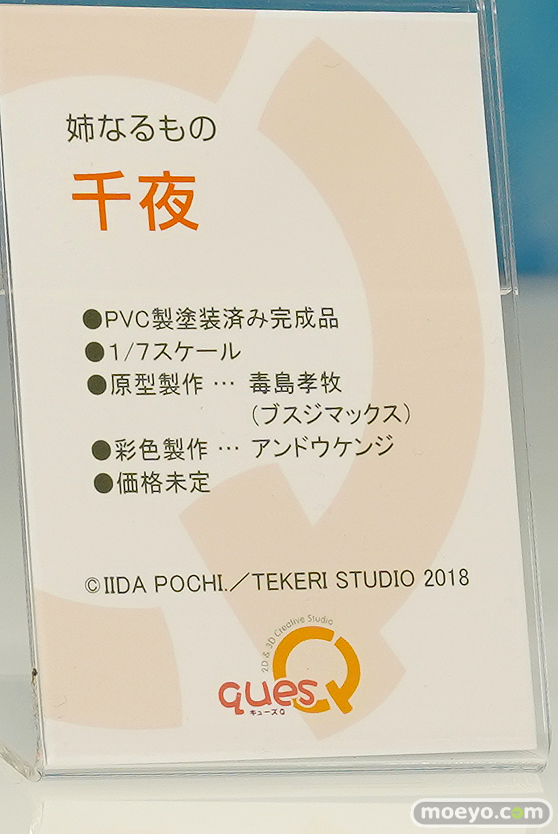 姉なるもの
千夜
●PVC製塗装済み完成品
●1/7スケール
●原型製作 … 毒島孝牧
(ブスジマックス)
●彩色製作 … アンドウケンジ
●価格未定
©IIDA POCHI./TEKERI STUDIO 2018
2D & 3D Creative Studio
quesQ
キューズQ
moeyo.com